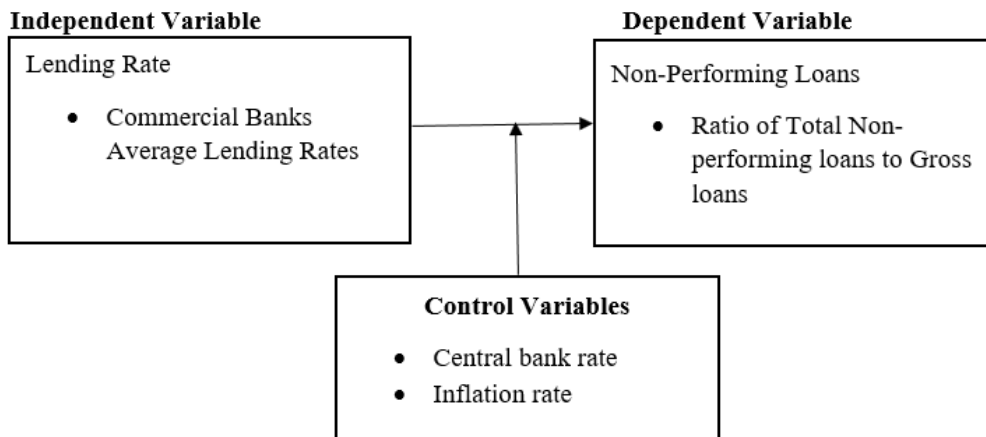 Independent Variable
Lending Rate
• Commercial Banks
Average Lending Rates
Dependent Variable
Non-Performing Loans
• Ratio of Total Non-
performing loans to Gross
loans
Control Variables
• Central bank rate
• Inflation rate